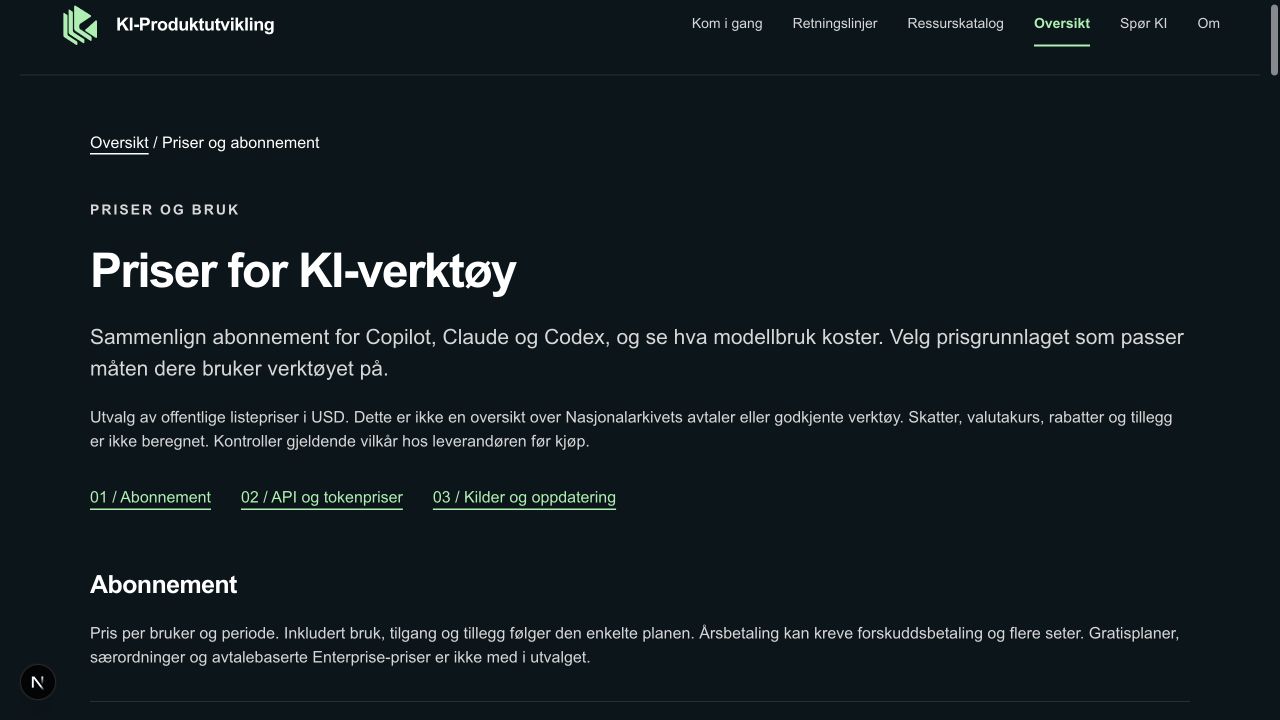 KI-Produktutvikling
Kom i gang
Retningslinjer
Ressurskatalog
Oversikt
Spør KI
Om
Oversikt / Priser og abonnement
PRISER OG BRUK
Priser for KI-verktøy
Sammenlign abonnement for Copilot, Claude og Codex, og se hva modellbruk koster. Velg prisgrunnlaget som passer
måten dere bruker verktøyet på.
Utvalg av offentlige listepriser i USD. Dette er ikke en oversikt over Nasjonalarkivets avtaler eller godkjente verktøy. Skatter, valutakurs, rabatter og tillegg
er ikke beregnet. Kontroller gjeldende vilkår hos leverandøren før kjøp.
01 / Abonnement
02 / API og tokenpriser
03 / Kilder og oppdatering
Abonnement
Pris per bruker og periode. Inkludert bruk, tilgang og tillegg følger den enkelte planen. Årsbetaling kan kreve forskuddsbetaling og flere seter. Gratisplaner,
særordninger og avtalebaserte Enterprise-priser er ikke med i utvalget.
N